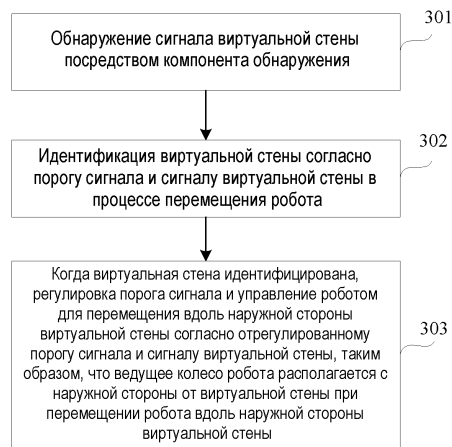 301
Обнаружение сигнала виртуальной стены
посредством компонента обнаружения
302
Идентификация виртуальной стены согласно
порогу сигнала и сигналу виртуальной стены в
процессе перемещения робота
Когда виртуальная стена идентифицирована,
регулировка порога сигнала и управление роботом
для перемещения вдоль наружной стороны
виртуальной стены согласно отрегулированному
порогу сигнала и сигналу виртуальной стены, таким
образом, что ведущее колесо робота располагается с
наружной стороны от виртуальной стены при
перемещении робота вдоль наружной стороны
виртуальной стены
303